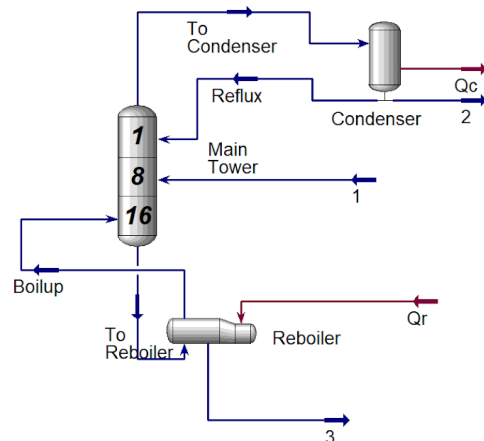 To
Condenser
Qc
Reflux
Condenser
2
1
Main
Tower
8
1
16
Boilup
To
Reboiler
Reboiler
Qr
3